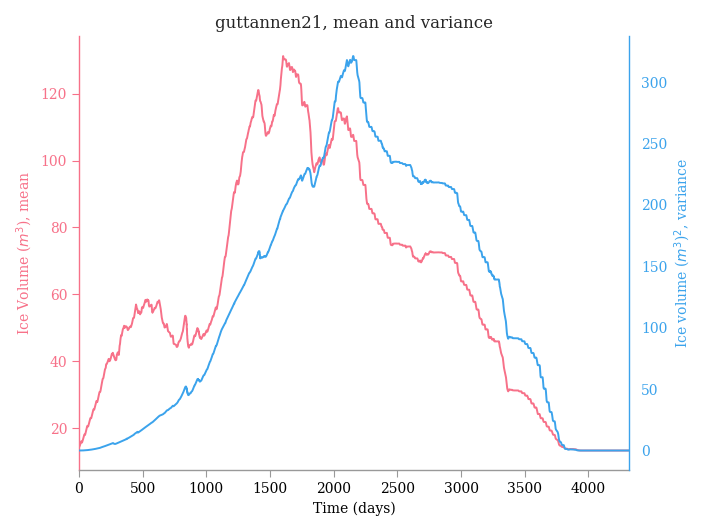 guttannen21, mean and variance
120
100
80
60
40
20
Ice Volume (m³), mean
300
250
200
150
100
50
0
Ice volume (m³)², variance
0 500 1000 1500 2000 2500 3000 3500 4000
Time (days)